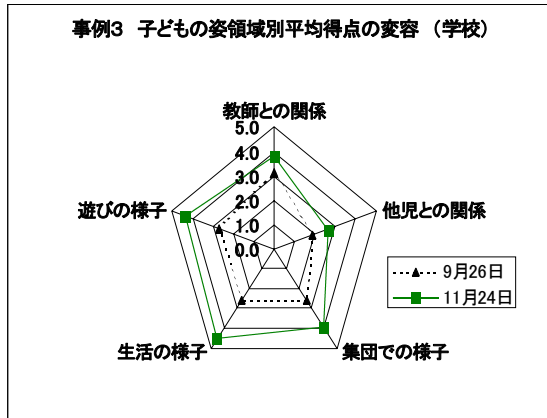 事例3 子どもの姿領域別平均得点の変容 (学校)
教師との関係
5.0
4.0
3.0
2.0
1.0
0.0
他児との関係
集団での様子
生活の様子
遊びの様子
9月26日
11月24日